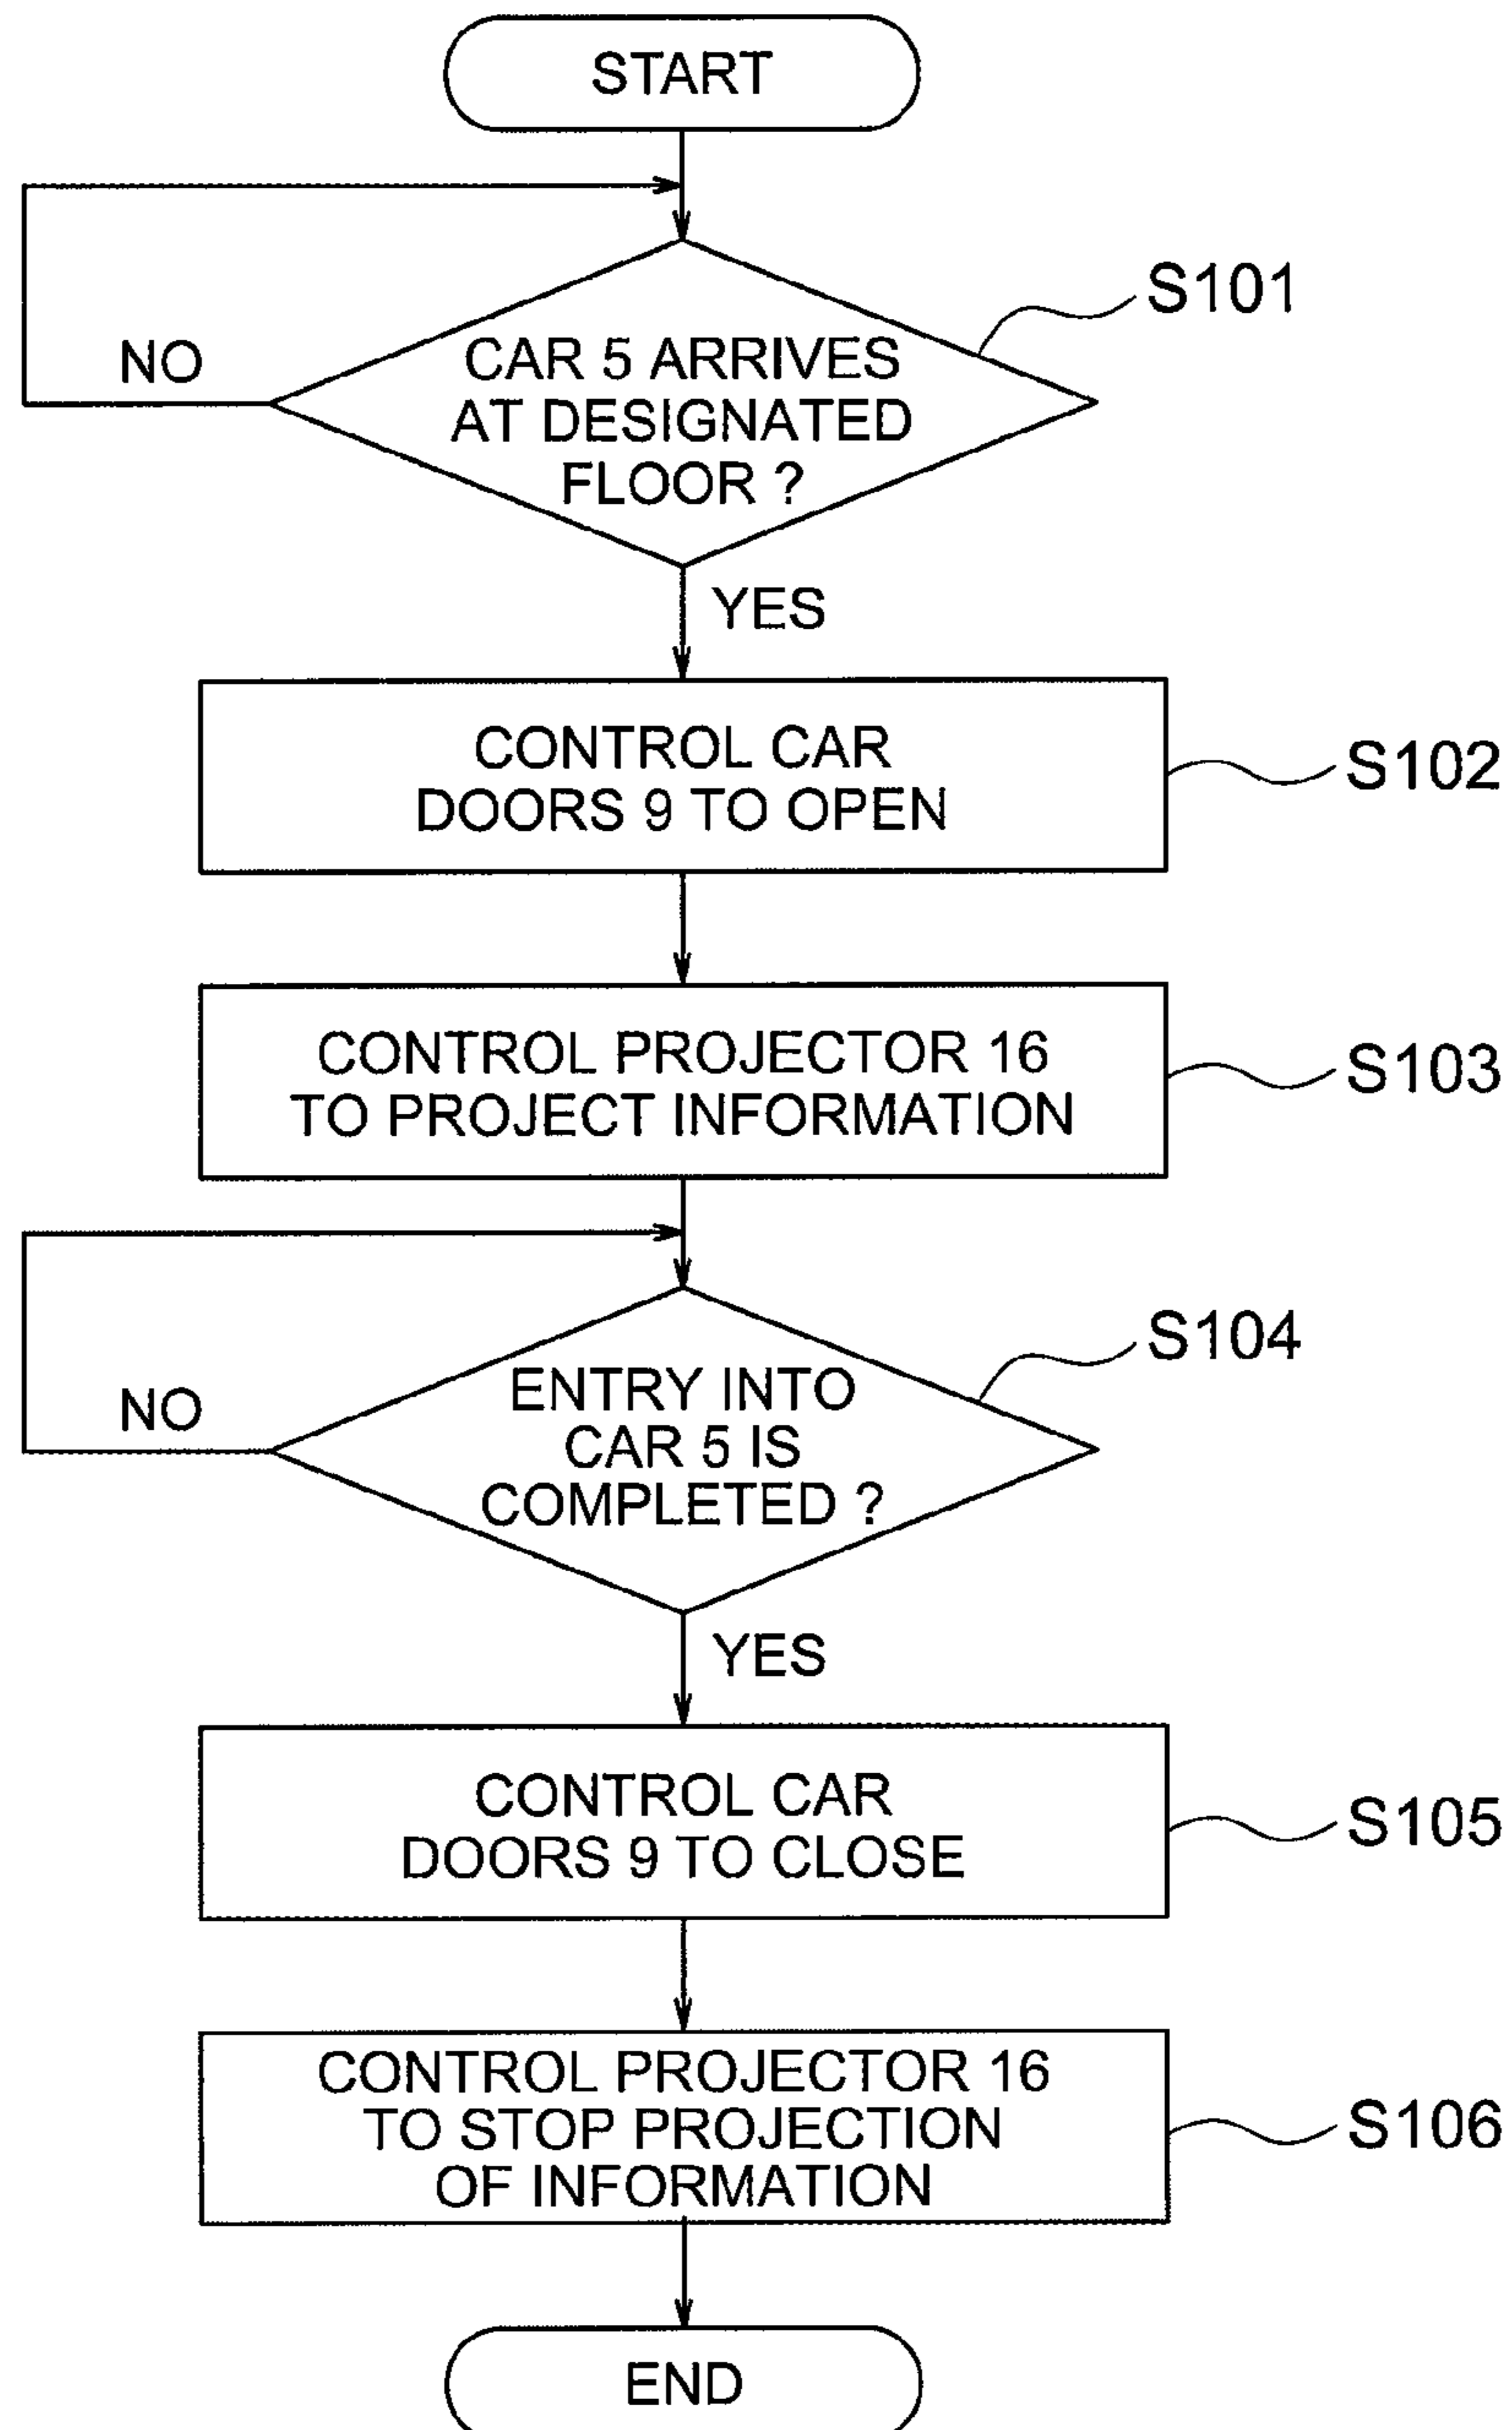 START
S101
NO
CAR 5 ARRIVES
AT DESIGNATED
FLOOR ?
YES
CONTROL CAR
DOORS 9 TO OPEN
S102
CONTROL PROJECTOR 16
TO PROJECT INFORMATION
S103
S104
NO
ENTRY INTO
CAR 5 IS
COMPLETED ?
YES
CONTROL CAR
DOORS 9 TO CLOSE
S105
CONTROL PROJECTOR 16
TO STOP PROJECTION
OF INFORMATION
S106
END